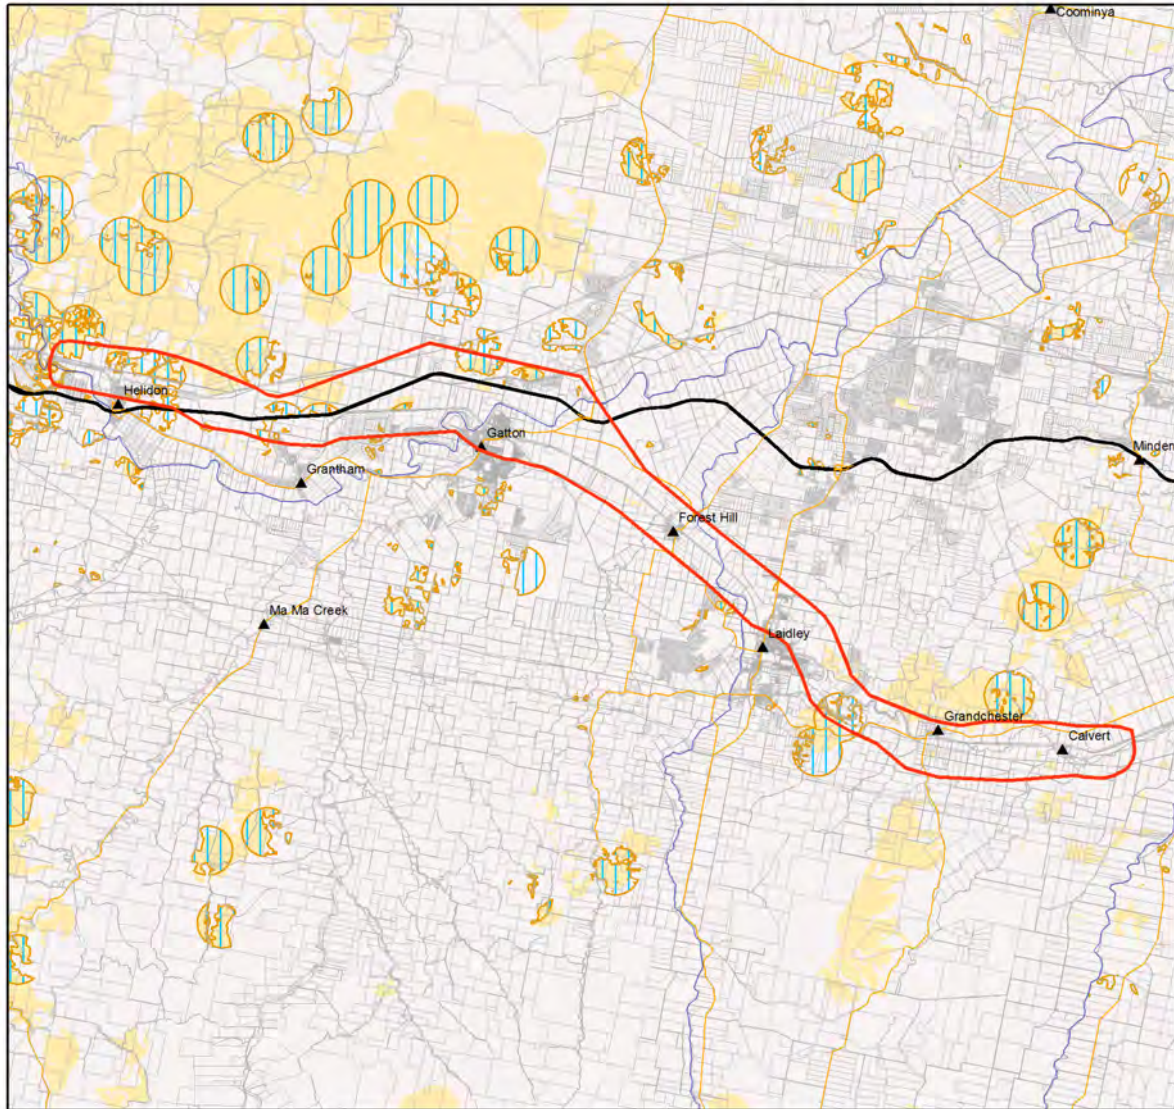 Coominya
Helidon
Gatton
Minden
Grantham
Forest Hill
Ma Ma Creek
Laidley
Grandchester
Calvert